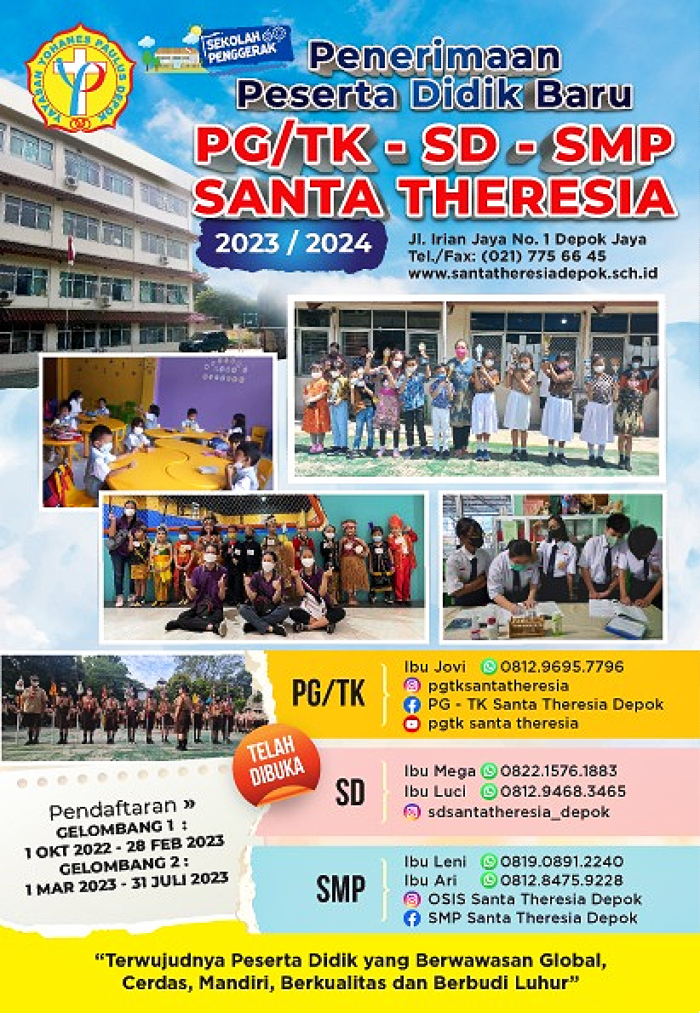 YAYASAN YOHANES PAULUS DEPOK
SEKOLAH
PENGGERAK
Penerimaan
Peserta Didik Baru
PG/TK - SD - SMP
SANTA THERESIA
2023 / 2024
Jl. Irian Jaya No. 1 Depok Jaya
Tel./Fax: (021) 775 66 45
www.santatheresiadepok.sch.id
PG/TK
Ibu Jovi 0812.9695.7796
pgtksantatheresia
PG - TK Santa Theresia Depok
pgtk santa theresia
TELAH
DIBUKA
SD
Ibu Mega 0822.1576.1883
Ibu Luci 0812.9468.3465
sdsantatheresia_depok
Pendaftaran »
GELOMBANG 1 :
1 OKT 2022 - 28 FEB 2023
GELOMBANG 2 :
1 MAR 2023 - 31 JULI 2023
SMP
Ibu Leni 0819.0891.2240
Ibu Ari 0812.8475.9228
OSIS Santa Theresia Depok
SMP Santa Theresia Depok
“Terwujudnya Peserta Didik yang Berwawasan Global,
Cerdas, Mandiri, Berkualitas dan Berbudi Luhur”